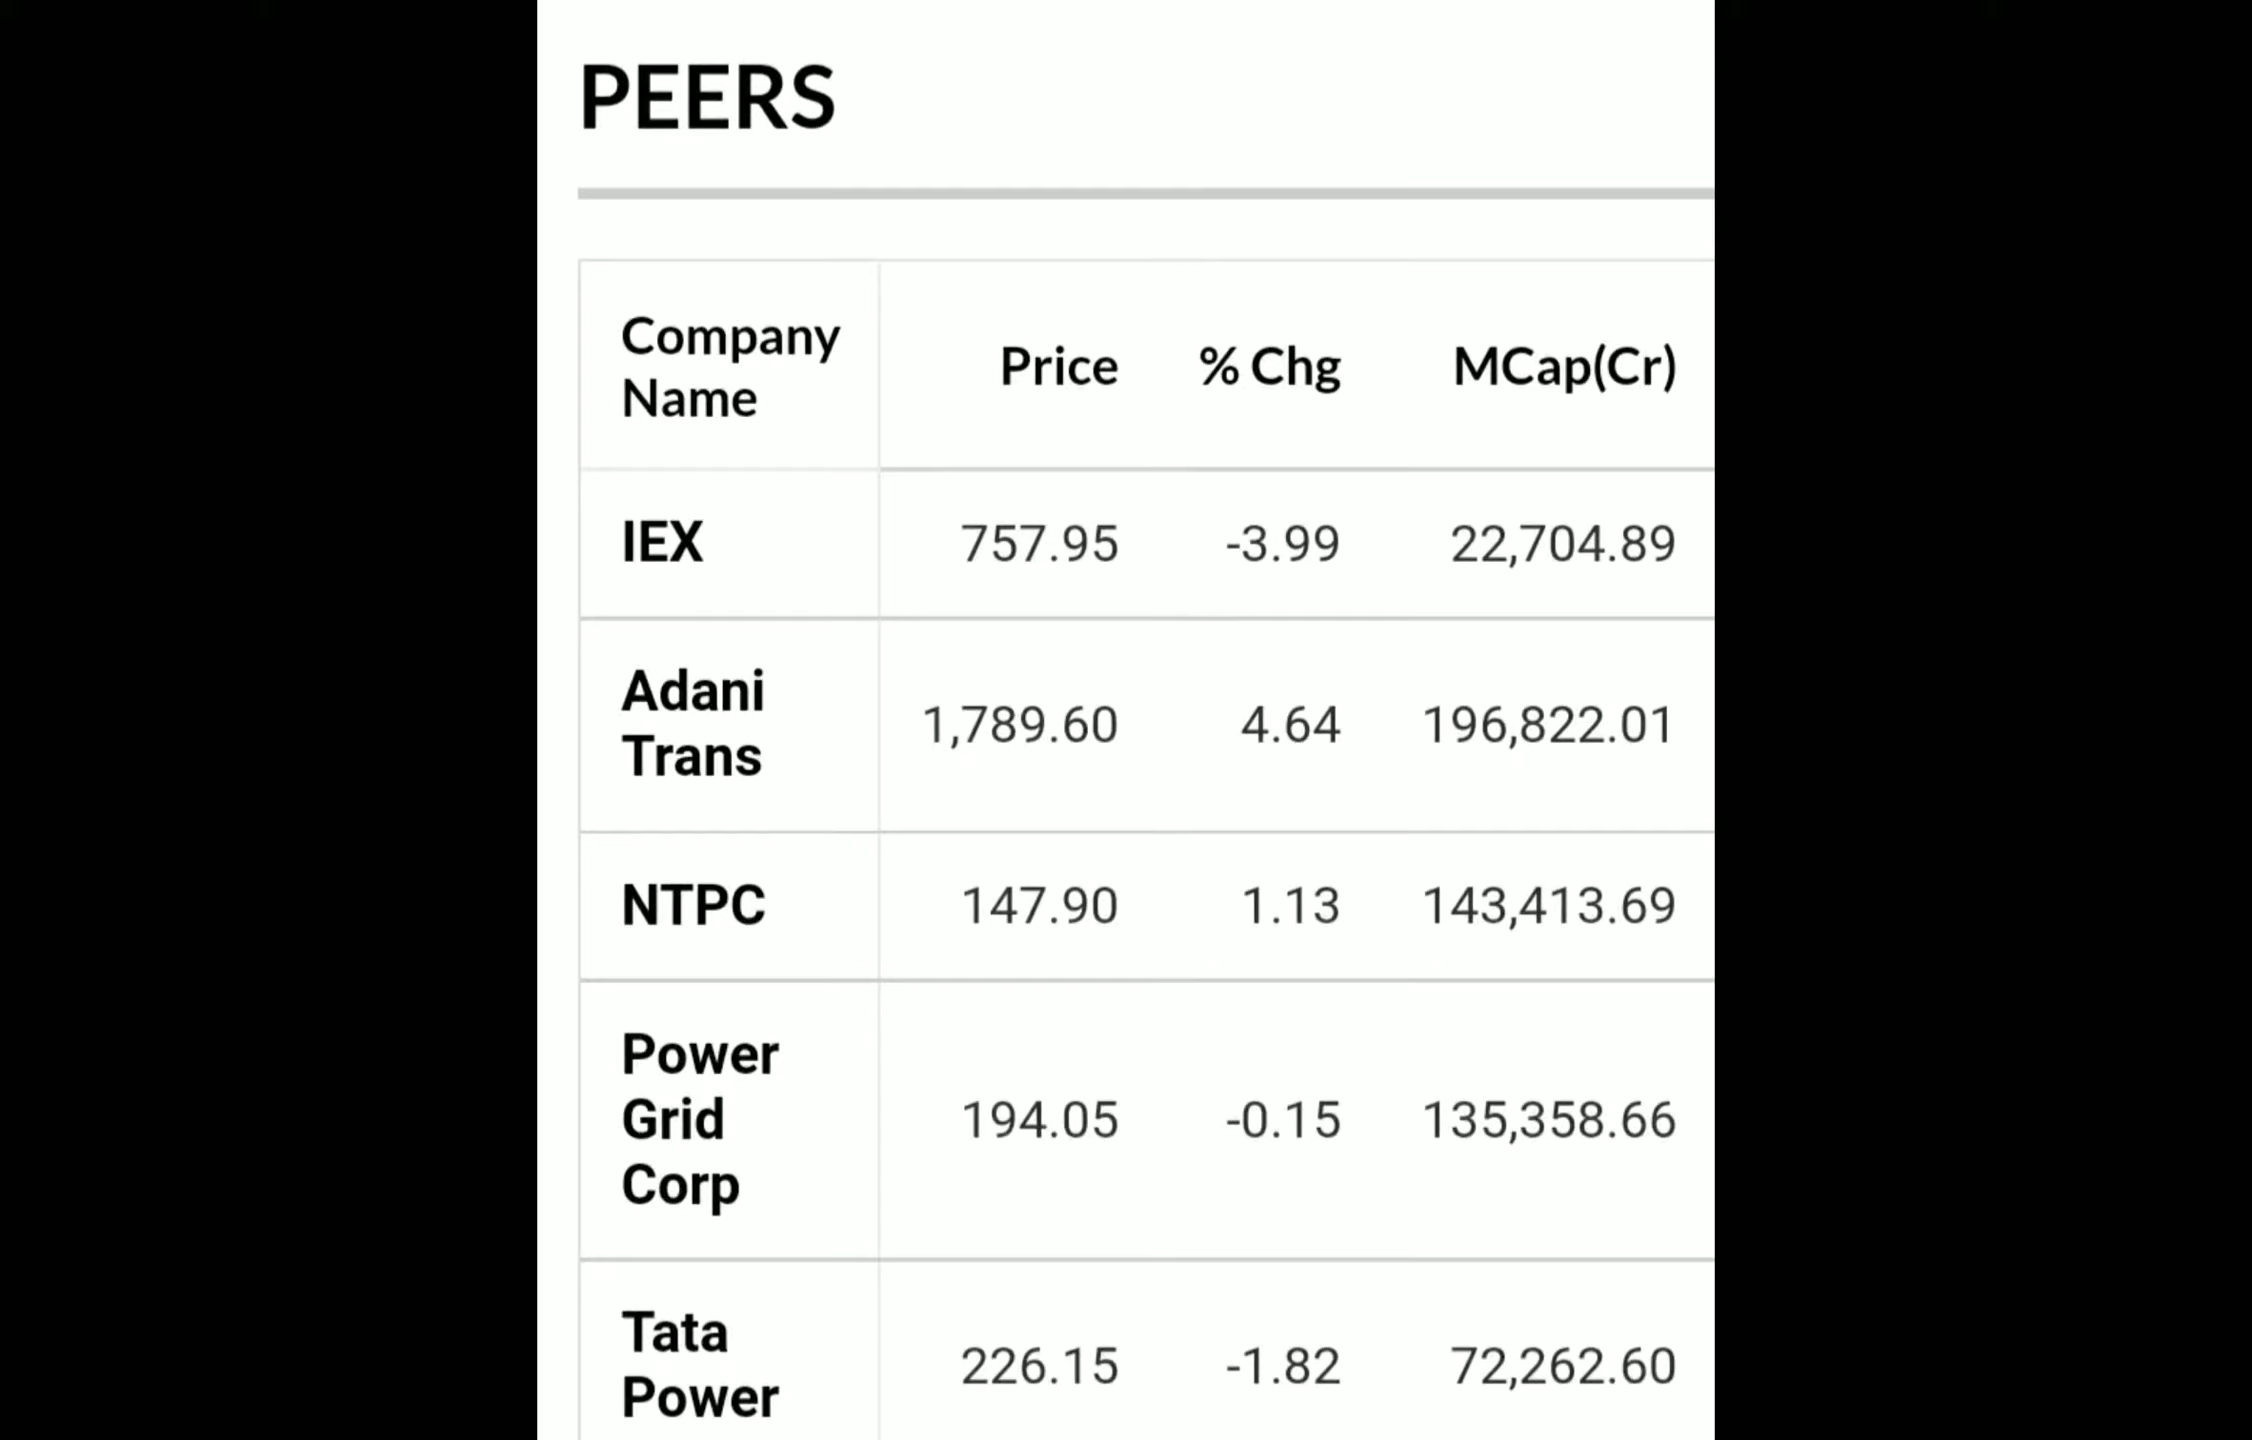 PEERS
Company
Name
Price % Chg MCap(Cr)
IEX 757.95 -3.99 22,704.89
Adani
Trans
1,789.60 4.64 196,822.01
NTPC 147.90 1.13 143,413.69
Power
Grid
Corp
194.05 -0.15 135,358.66
Tata
Power
226.15 -1.82 72,262.60